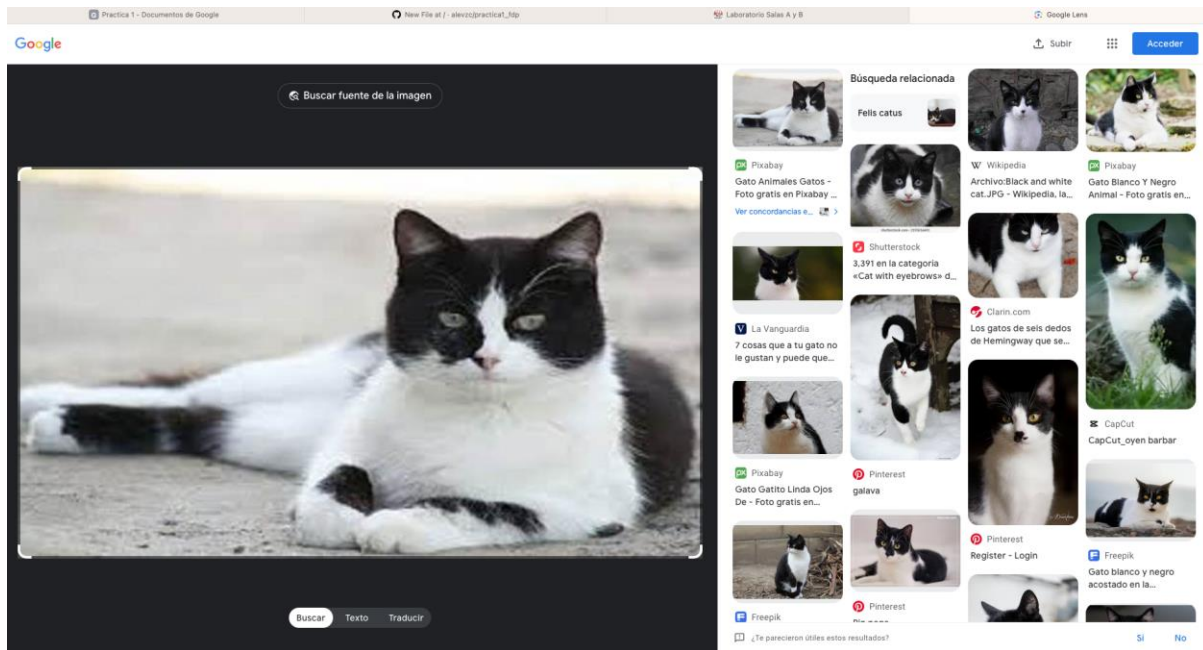 Practica 1 - Documentos de Google
New File at / · alevzc/practica1_fdp
Laboratorio Salas A y B
Google Lens
Google
Subir
Acceder
Buscar fuente de la imagen
Buscar
Texto
Traducir
Pixabay
Gato Animales Gatos -
Foto gratis en Pixabay ...
Ver concordancias e...
La Vanguardia
7 cosas que a tu gato no
le gustan y puede que...
Pixabay
Gato Gatito Linda Ojos
De - Foto gratis en...
Freepik
Búsqueda relacionada
Felis catus
Shutterstock
3,391 en la categoría
«Cat with eyebrows» d...
Pinterest
galava
Pinterest
Wikipedia
Archivo:Black and white
cat.JPG - Wikipedia, la...
Clarin.com
Los gatos de seis dedos
de Hemingway que se...
Pinterest
Register - Login
Pixabay
Gato Blanco Y Negro
Animal - Foto gratis en...
CapCut
CapCut_oyen barbar
Freepik
Gato blanco y negro
acostado en la...
¿Te parecieron útiles estos resultados?
Sí
No